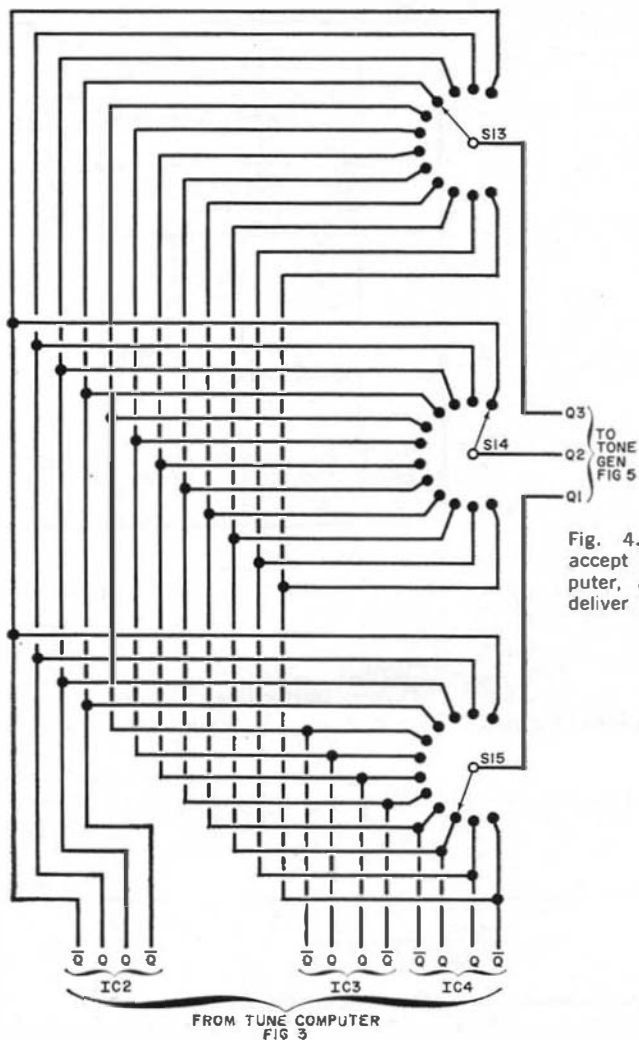 S13
Q3
S14
Q2
TO
TONE
GEN
FIG 5
Q1
Fig. 4.
accept
puter,
deliver
S15
Q̅ Q Q Q̅ Q̅ Q Q Q̅ Q̅ Q Q Q̅
IC2 IC3 IC4
FROM TUNE COMPUTER
FIG 3